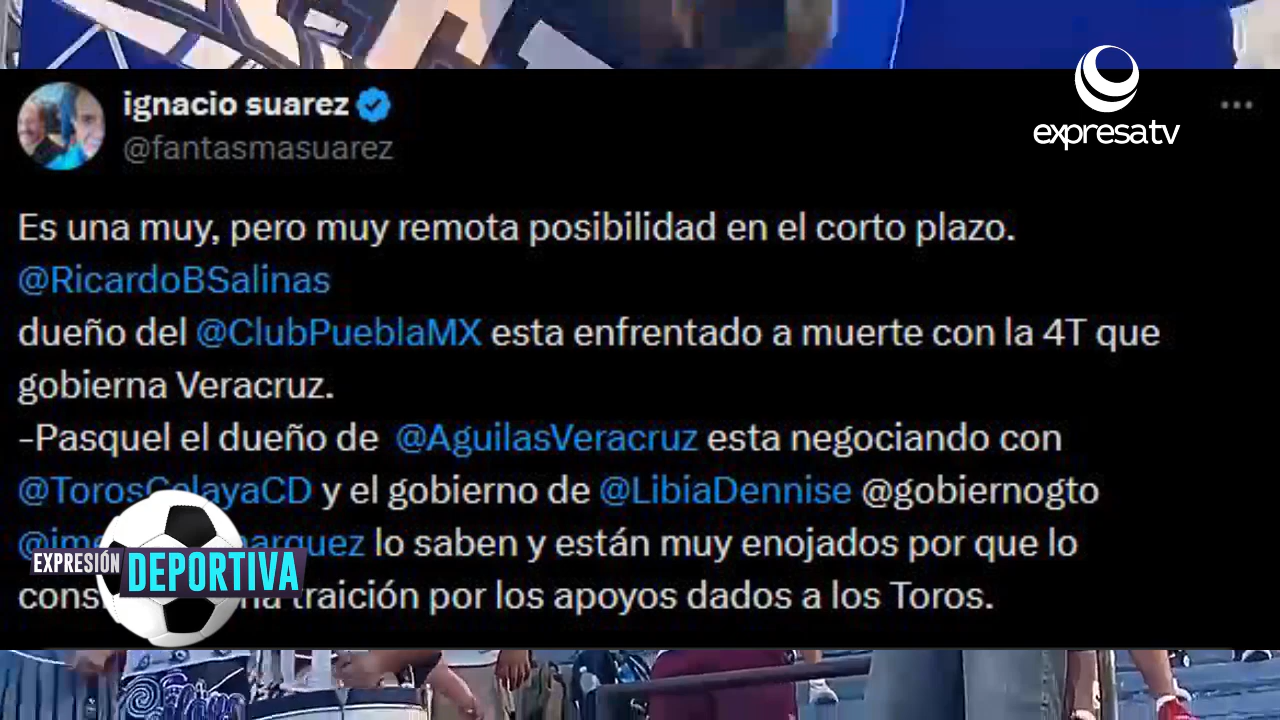 ignacio suarez
@fantasmasuarez
expresatv
Es una muy, pero muy remota posibilidad en el corto plazo.
@RicardoBSalinas
dueño del @ClubPueblaMX esta enfrentado a muerte con la 4T que
gobierna Veracruz.
-Pasquel el dueño de @AguilasVeracruz esta negociando con
@TorosCelayaCD y el gobierno de @LibiaDennise @gobiernogto
lo saben y están muy enojados por que lo
traición por los apoyos dados a los Toros.
EXPRESIÓN
DEPORTIVA